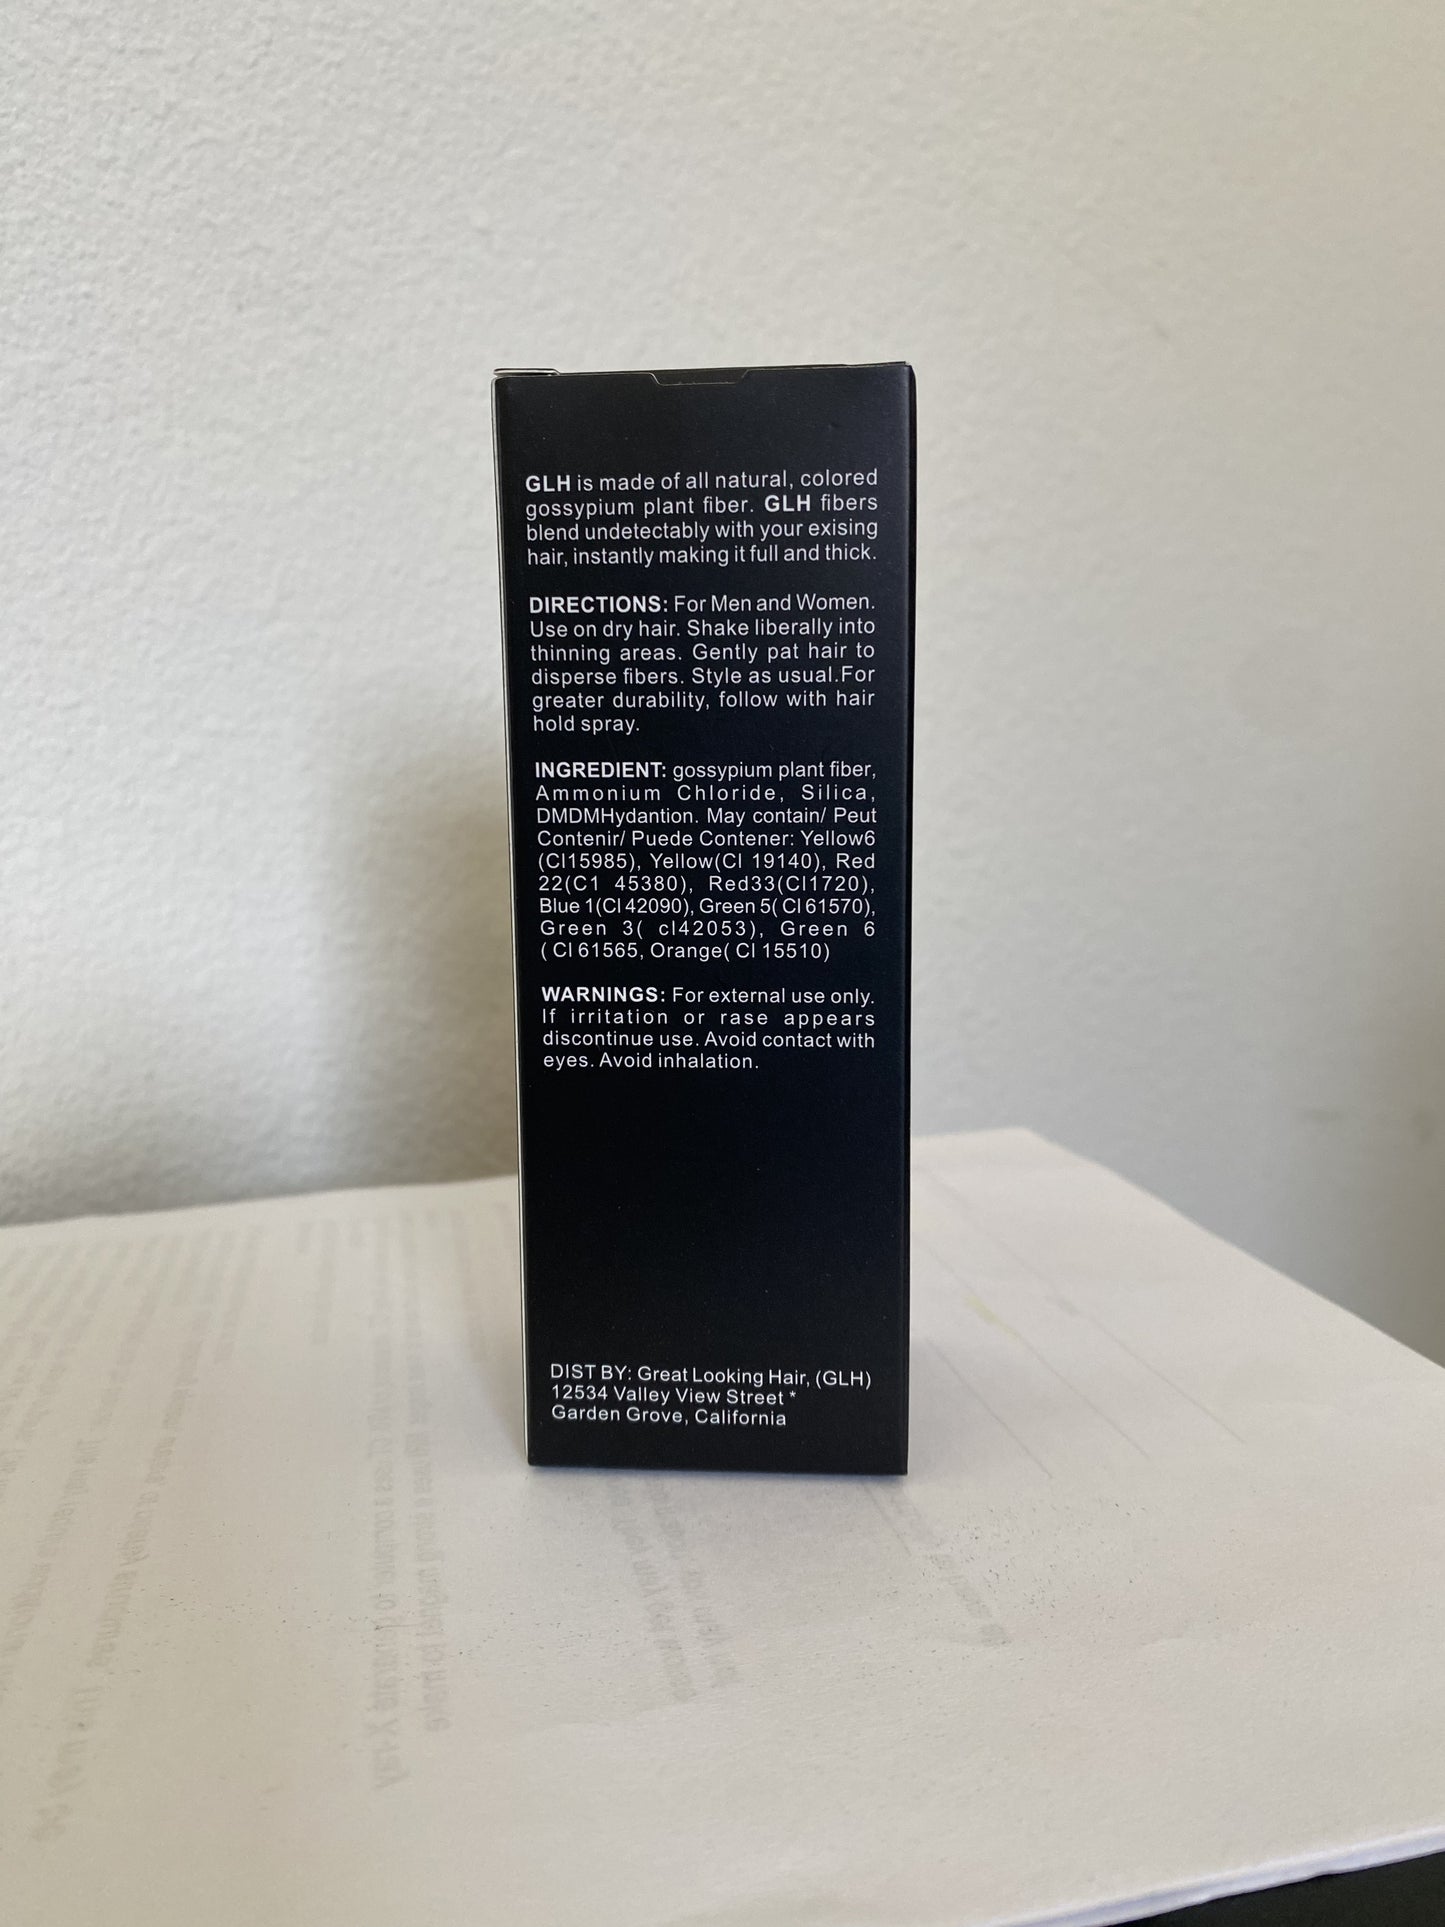 GLH is made of all natural, colored
gossypium plant fiber. GLH fibers
blend undetectably with your exising
hair, instantly making it full and thick.
DIRECTIONS: For Men and Women.
Use on dry hair. Shake liberally into
thinning areas. Gently pat hair to
disperse fibers. Style as usual.For
greater durability, follow with hair
hold spray.
INGREDIENT: gossypium plant fiber,
Ammonium Chloride, Silica,
DMDMHydantion. May contain/ Peut
Contenir/ Puede Contener: Yellow6
(CI15985), Yellow(CI 19140), Red
22(C1 45380), Red33(CI1720),
Blue 1(CI 42090), Green 5( CI 61570),
Green 3( cI42053), Green 6
( CI 61565, Orange( CI 15510)
WARNINGS: For external use only.
If irritation or rase appears
discontinue use. Avoid contact with
eyes. Avoid inhalation.
DIST BY: Great Looking Hair, (GLH)
12534 Valley View Street *
Garden Grove, California